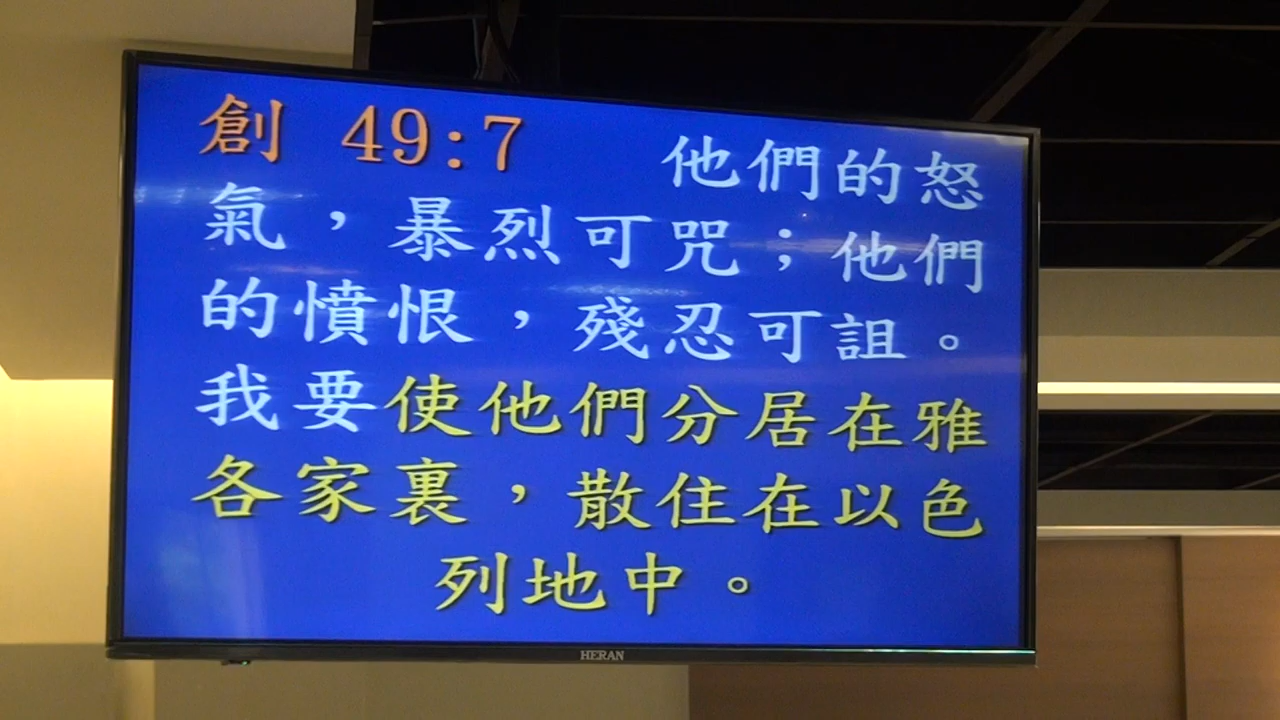 創 49:7 他們的怒
氣，暴烈可咒；他們
的憤恨，殘忍可詛。
我要使他們分居在雅
各家裏，散住在以色
列地中。
HERAN